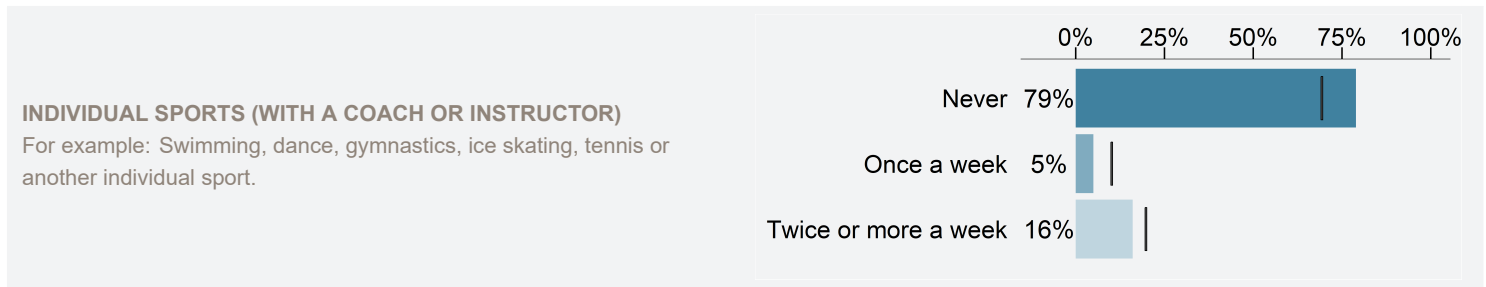 0% 25% 50% 75% 100%
INDIVIDUAL SPORTS (WITH A COACH OR INSTRUCTOR)
For example: Swimming, dance, gymnastics, ice skating, tennis or
another individual sport.
Never 79%
Once a week 5%
Twice or more a week 16%